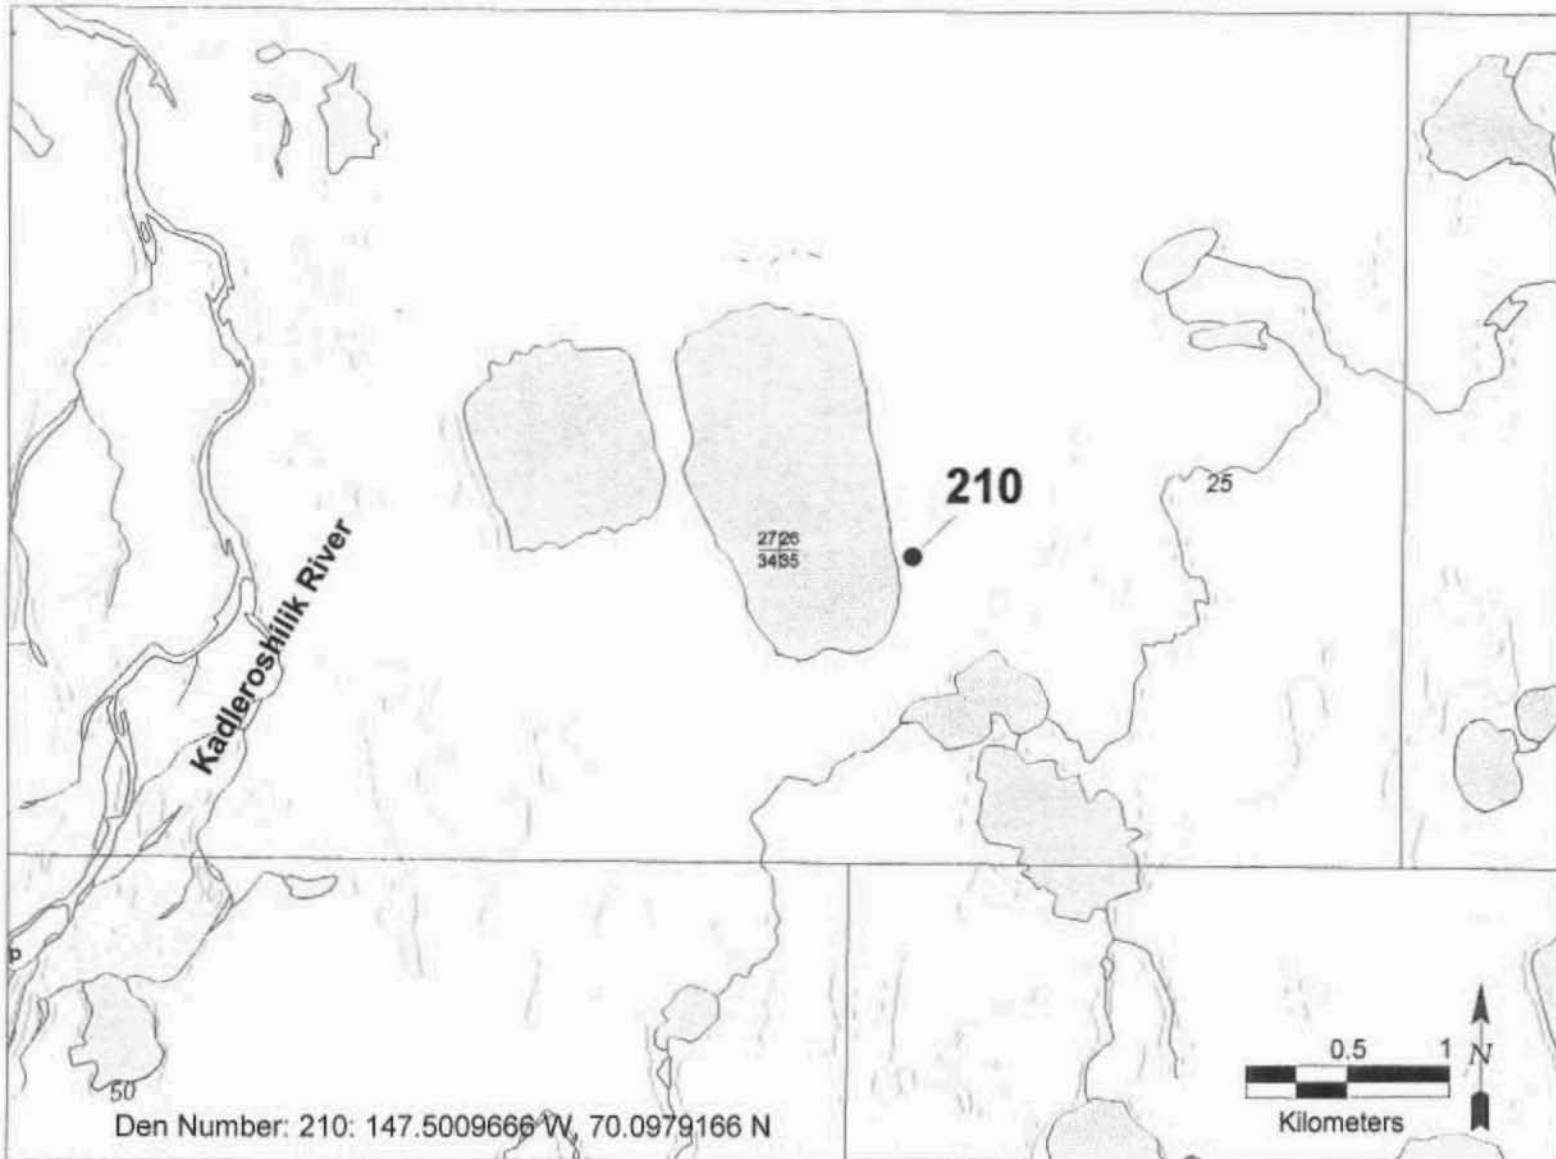 210
25
27|26
34|35
Kadleroshilik River
p
50
0.5 1
N
Kilometers
Den Number: 210: 147.5009666 W, 70.0979166 N